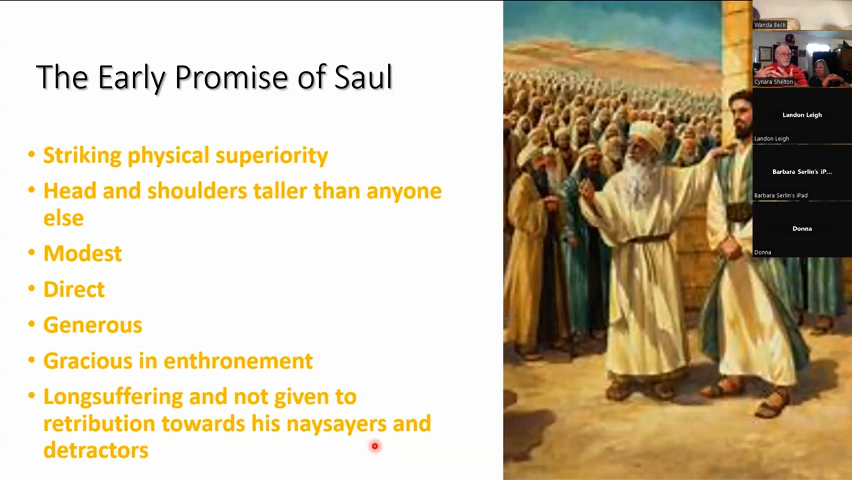 The Early Promise of Saul
• Striking physical superiority
• Head and shoulders taller than anyone
else
• Modest
• Direct
• Generous
• Gracious in enthronement
• Longsuffering and not given to
retribution towards his naysayers and
detractors
Wanda Beck
Cynara Shelton
Landon Leigh
Landon Leigh
Barbara Serlin's iP...
Barbara Serlin's iPad
Donna
Donna